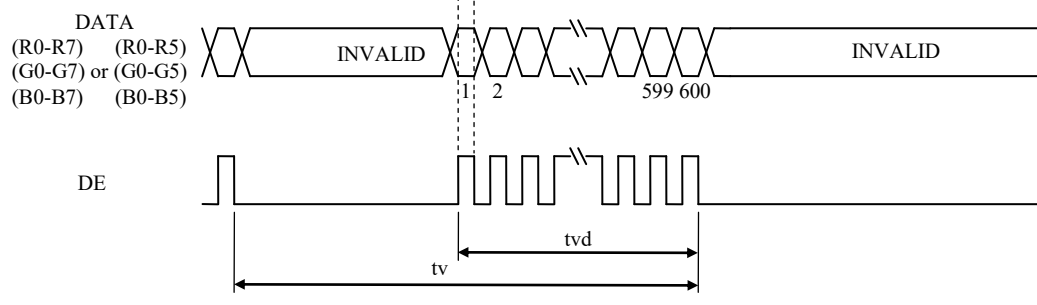 DATA
(R0-R7) (R0-R5)
(G0-G7) or (G0-G5)
(B0-B7) (B0-B5)
INVALID
INVALID
1 2 599 600
DE
tvd
tv